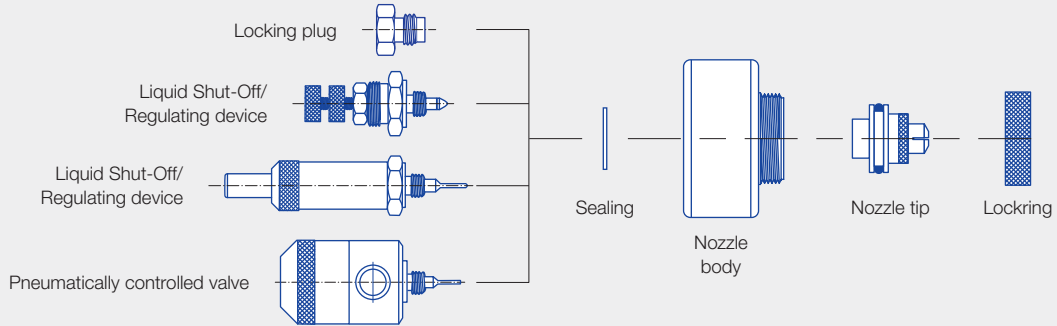 Locking plug
Liquid Shut-Off/
Regulating device
Liquid Shut-Off/
Regulating device
Pneumatically controlled valve
Sealing
Nozzle
body
Nozzle tip
Lockring